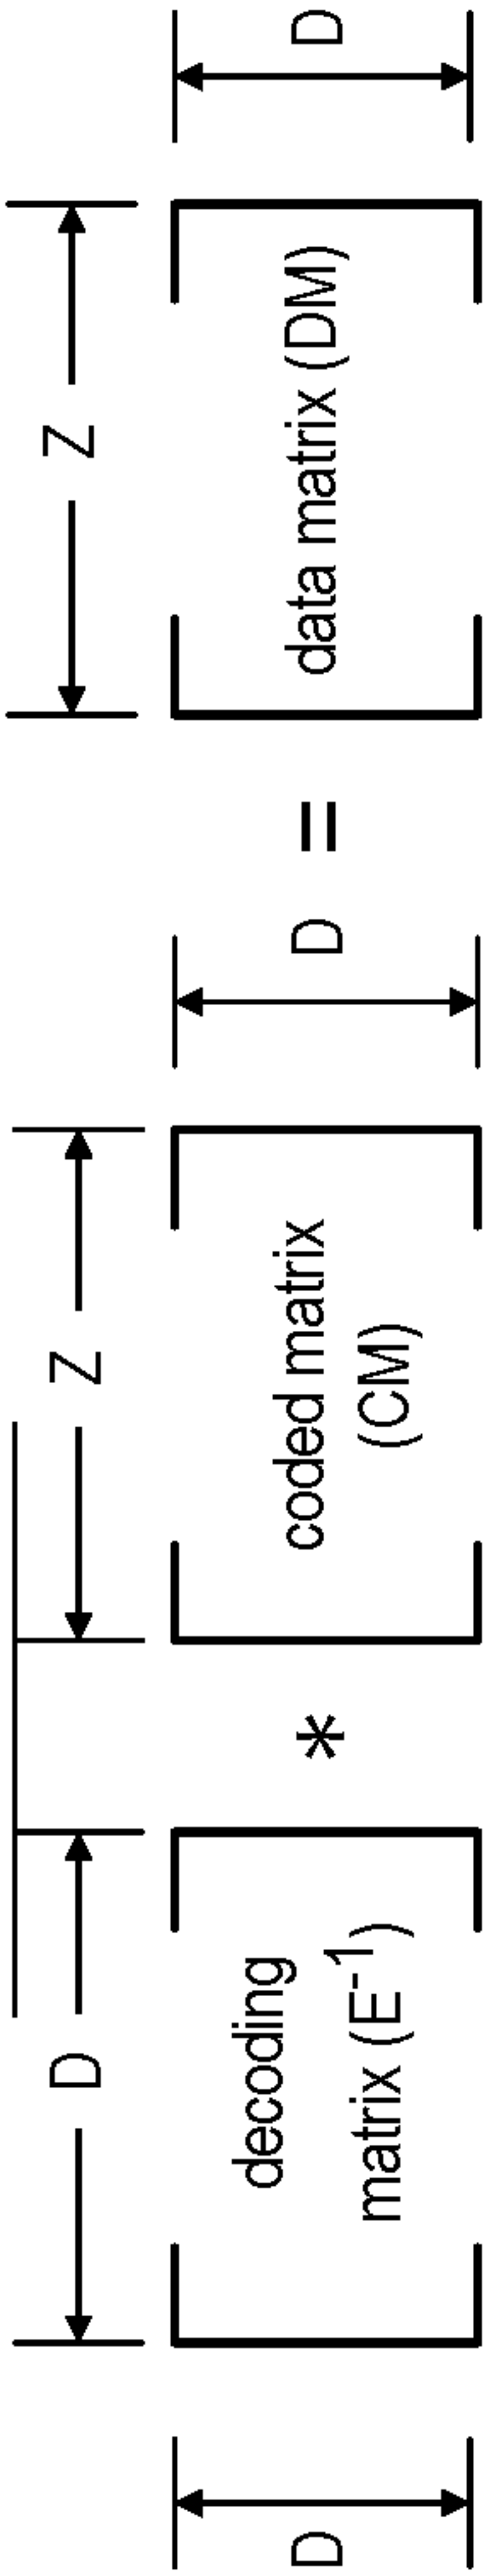 D
D
decoding
matrix (E⁻¹)
*
Z
coded matrix
(CM)
D
=
Z
data matrix (DM)
D